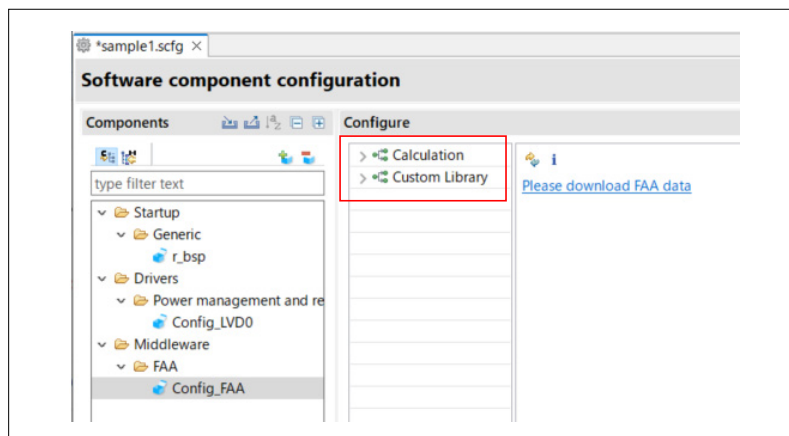 *sample1.scfg
Software component configuration
Components
Configure
type filter text
Startup
Generic
r_bsp
Drivers
Power management and re
Config_LVD0
Middleware
FAA
Config_FAA
Calculation
Custom Library
Please download FAA data